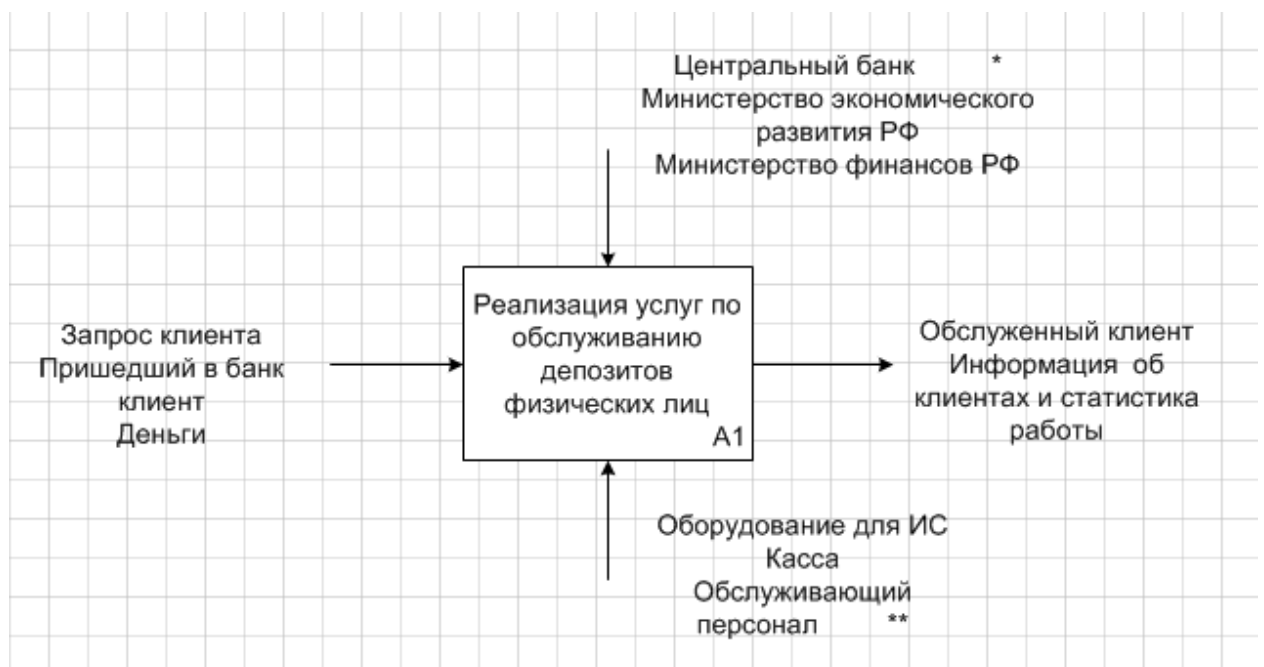 Центральный банк *
Министерство экономического
развития РФ
Министерство финансов РФ
Запрос клиента
Пришедший в банк
клиент
Деньги
Реализация услуг по
обслуживанию
депозитов
физических лиц
А1
Обслуженный клиент
Информация об
клиентах и статистика
работы
Оборудование для ИС
Касса
Обслуживающий
персонал **